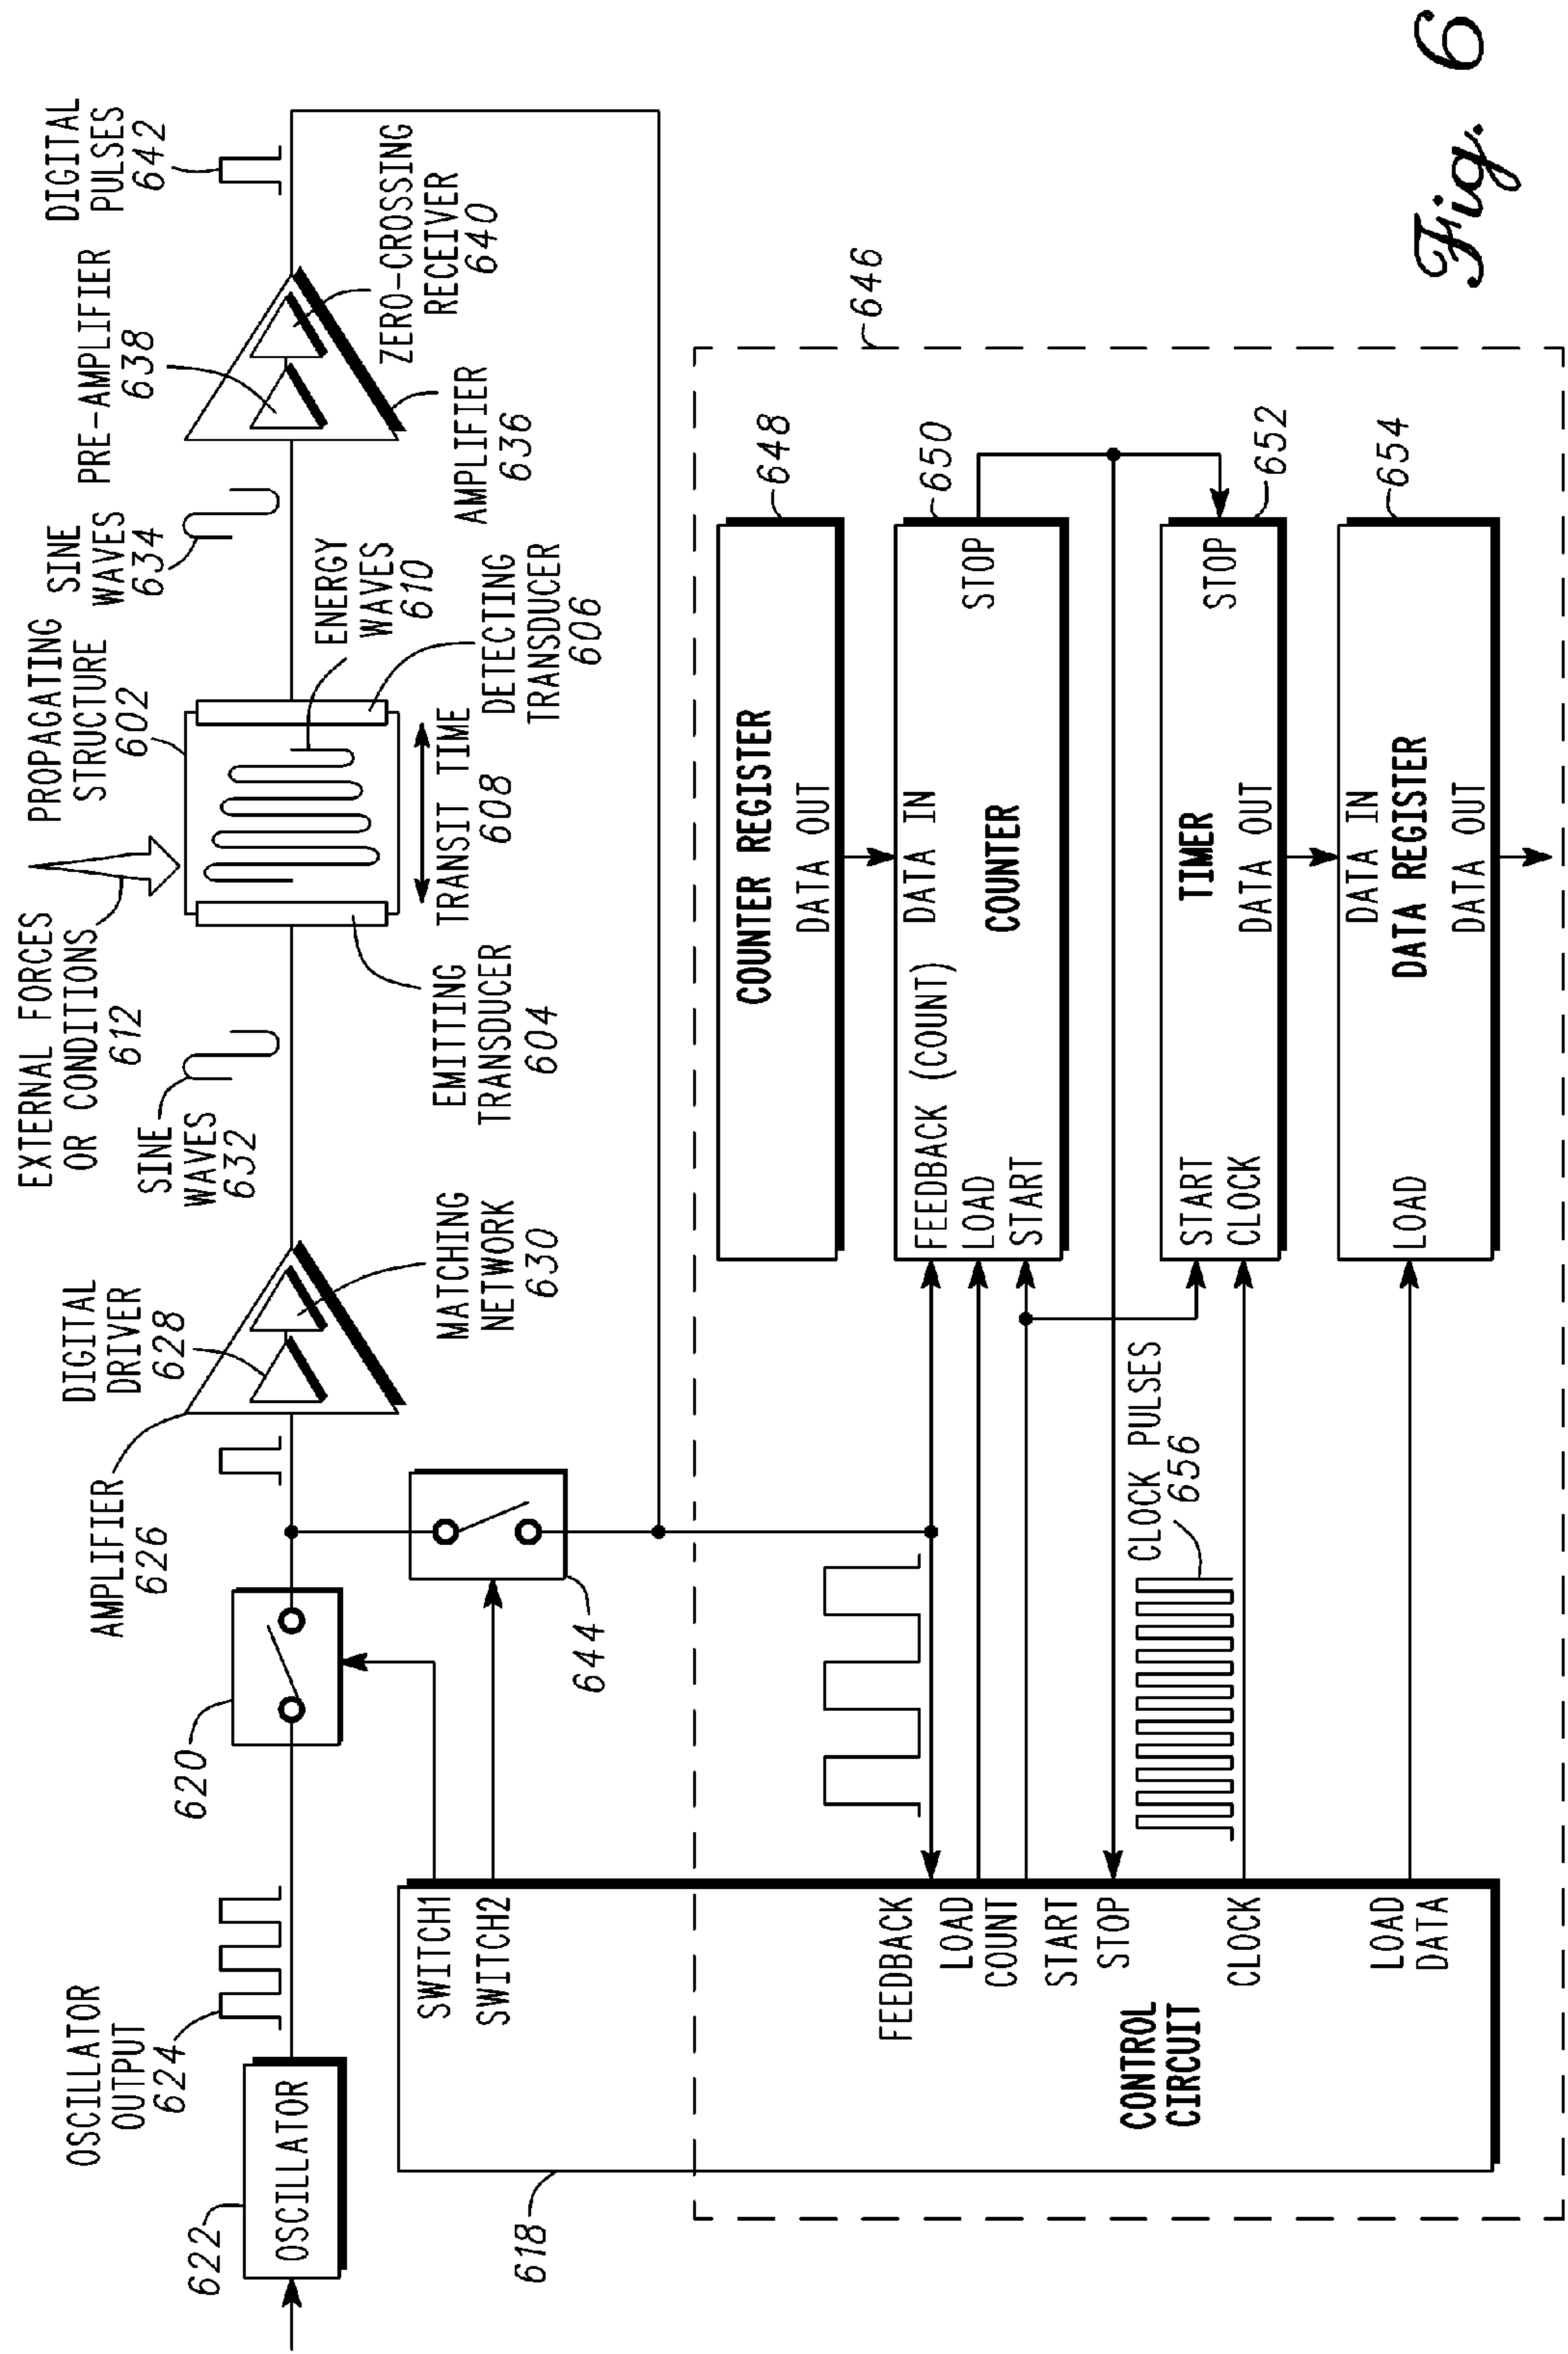 OSCILLATOR
OUTPUT
624
622
OSCILLATOR
620
AMPLIFIER
626
DIGITAL
DRIVER
628
MATCHING
NETWORK
630
SINE
WAVES
632
EXTERNAL FORCES
OR CONDITIONS
612
PROPAGATING
STRUCTURE
602
EMITTING
TRANSDUCER
604
TRANSIT TIME
608
ENERGY
WAVES
610
DETECTING
TRANSDUCER
606
SINE
WAVES
634
PRE-AMPLIFIER
638
AMPLIFIER
636
ZERO-CROSSING
RECEIVER
640
DIGITAL
PULSES
642
644
618
SWITCH1
SWITCH2
FEEDBACK
LOAD
COUNT
START
STOP
CLOCK
LOAD
DATA
CONTROL
CIRCUIT
CLOCK PULSES
656
646
COUNTER REGISTER
DATA OUT
648
FEEDBACK (COUNT)
LOAD
START
DATA IN
COUNTER
STOP
650
START
CLOCK
TIMER
DATA OUT
STOP
652
LOAD
DATA IN
DATA REGISTER
DATA OUT
654
Fig. 6